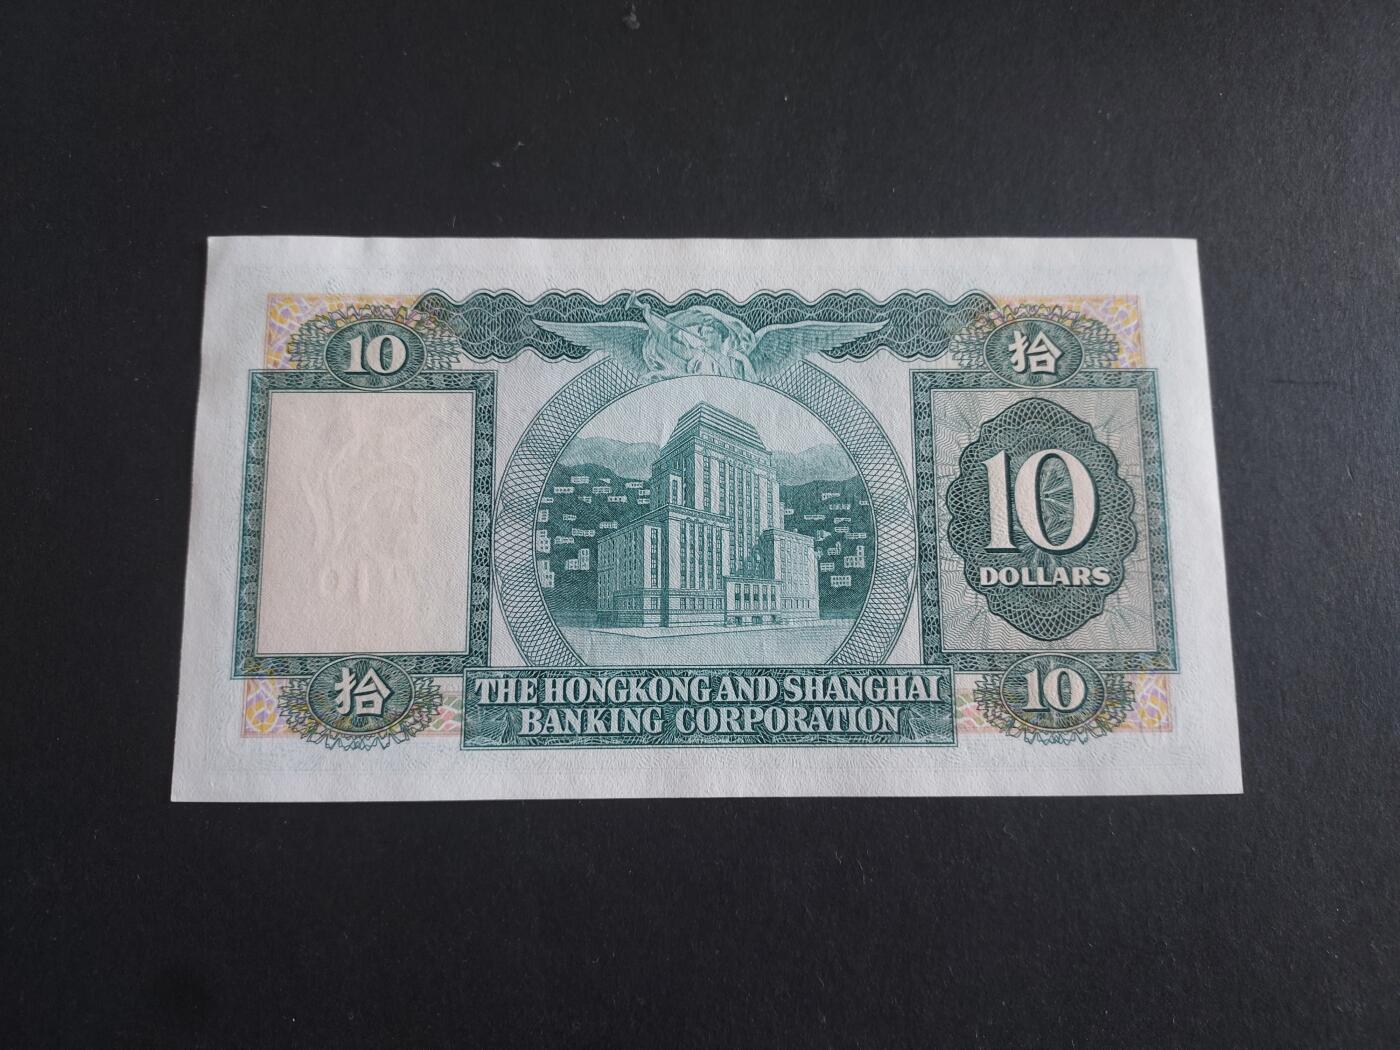 10
拾
10
DOLLARS
拾
10
THE HONGKONG AND SHANGHAI
BANKING CORPORATION